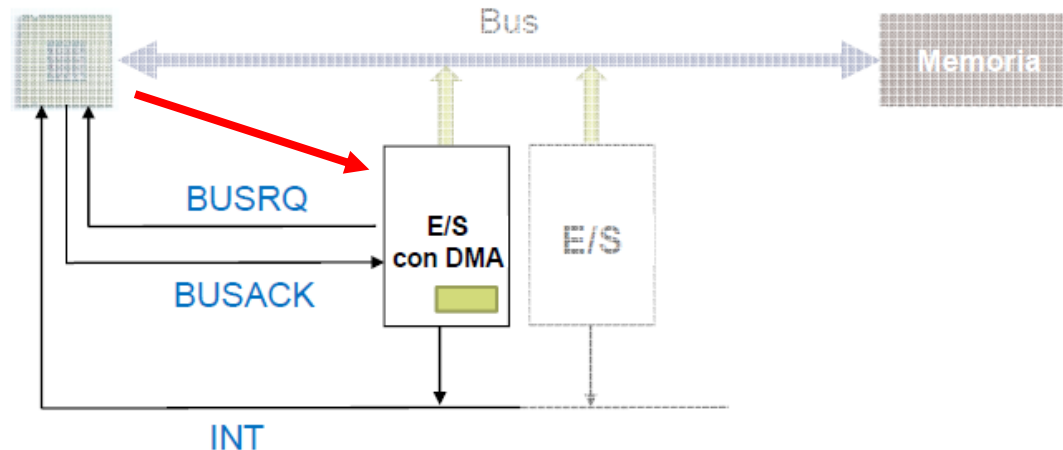 Bus
Memoria
BUSRQ
E/S
con DMA
E/S
BUSACK
INT